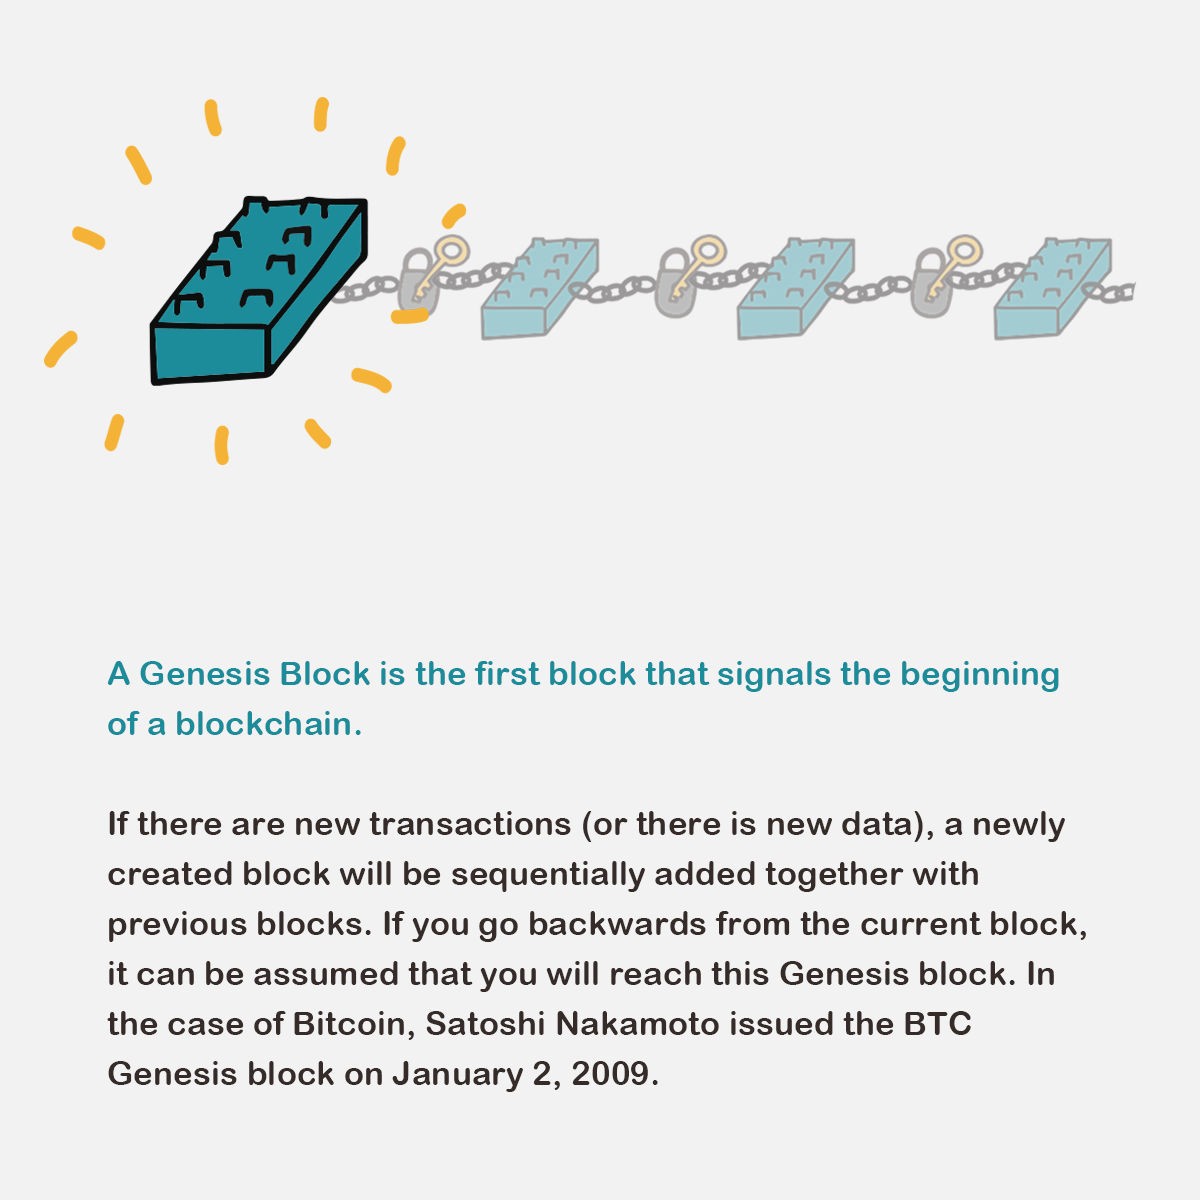 A Genesis Block is the first block that signals the beginning
of a blockchain.
If there are new transactions (or there is new data), a newly
created block will be sequentially added together with
previous blocks. If you go backwards from the current block,
it can be assumed that you will reach this Genesis block. In
the case of Bitcoin, Satoshi Nakamoto issued the BTC
Genesis block on January 2, 2009.